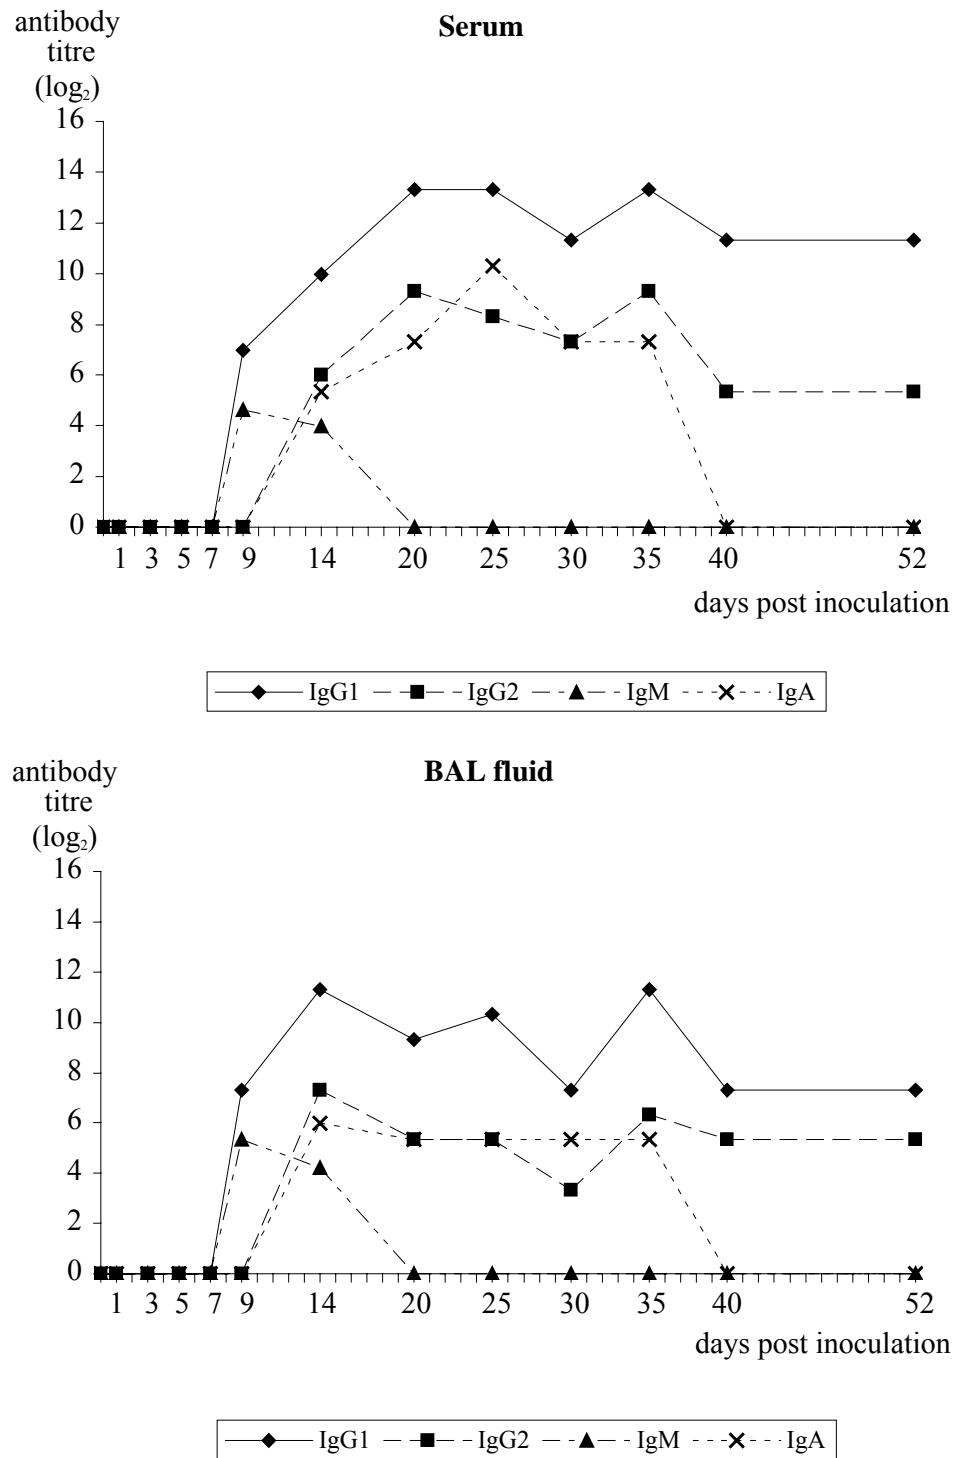 antibody
titre
(log₂)
Serum
16
14
12
10
8
6
4
2
0
1 3 5 7 9 14 20 25 30 35 40 52
days post inoculation
IgG1 IgG2 IgM IgA
antibody
titre
(log₂)
BAL fluid
16
14
12
10
8
6
4
2
0
1 3 5 7 9 14 20 25 30 35 40 52
days post inoculation
IgG1 IgG2 IgM IgA